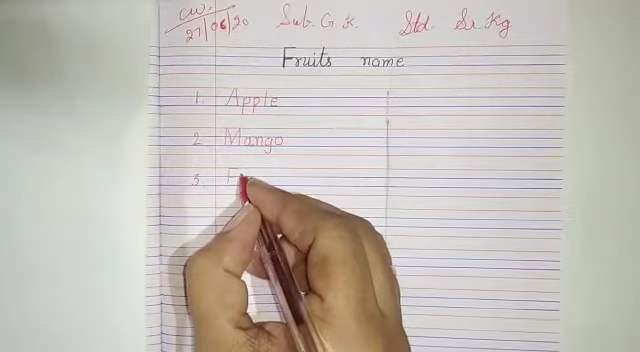 C.W.
27/06/20
Sub. G.K. Std. Sr. Kg
Fruits name
1. Apple
2. Mango
3. F